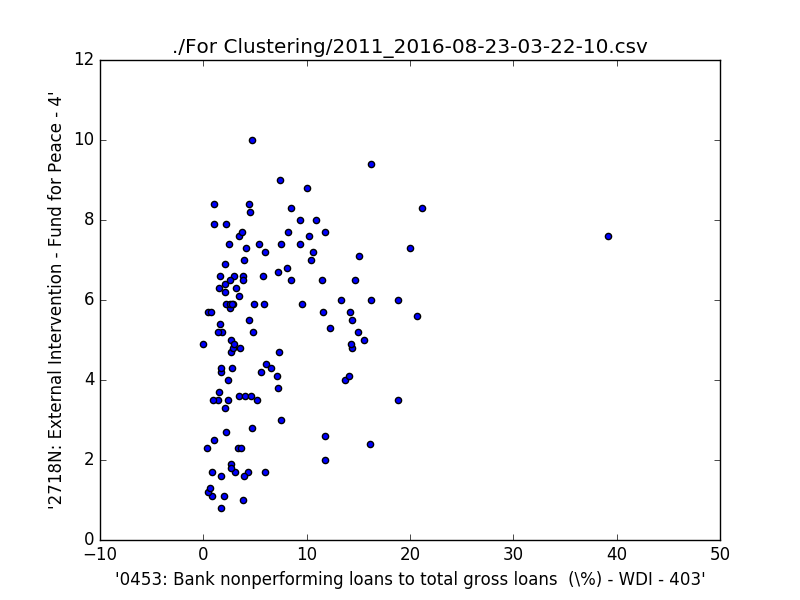 ./For Clustering/2011_2016-08-23-03-22-10.csv
12
10
8
6
4
2
0
'2718N: External Intervention - Fund for Peace - 4'
−10 0 10 20 30 40 50
'0453: Bank nonperforming loans to total gross loans  (\%) - WDI - 403'